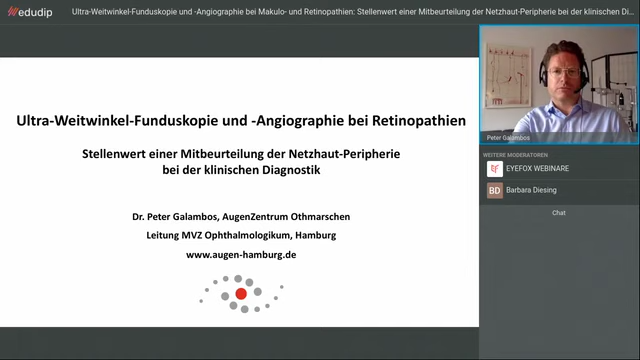 edudip
Ultra-Weitwinkel-Funduskopie und -Angiographie bei Makulo- und Retinopathien: Stellenwert einer Mitbeurteilung der Netzhaut-Peripherie bei der klinischen Di...
Ultra-Weitwinkel-Funduskopie und -Angiographie bei Retinopathien
Stellenwert einer Mitbeurteilung der Netzhaut-Peripherie
bei der klinischen Diagnostik
Dr. Peter Galambos, AugenZentrum Othmarschen
Leitung MVZ Ophthalmologikum, Hamburg
www.augen-hamburg.de
Peter Galambos
WEITERE MODERATOREN
EYEFOX WEBINARE
BD Barbara Diesing
Chat